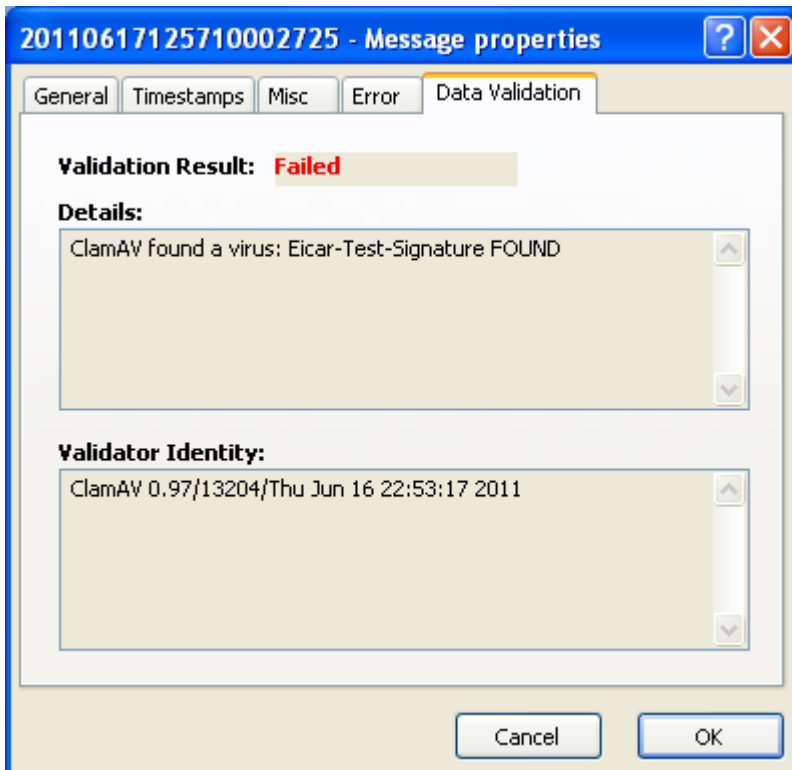 20110617125710002725 - Message properties
General Timestamps Misc Error Data Validation
Validation Result: Failed
Details:
ClamAV found a virus: Eicar-Test-Signature FOUND
Validator Identity:
ClamAV 0.97/13204/Thu Jun 16 22:53:17 2011
Cancel OK